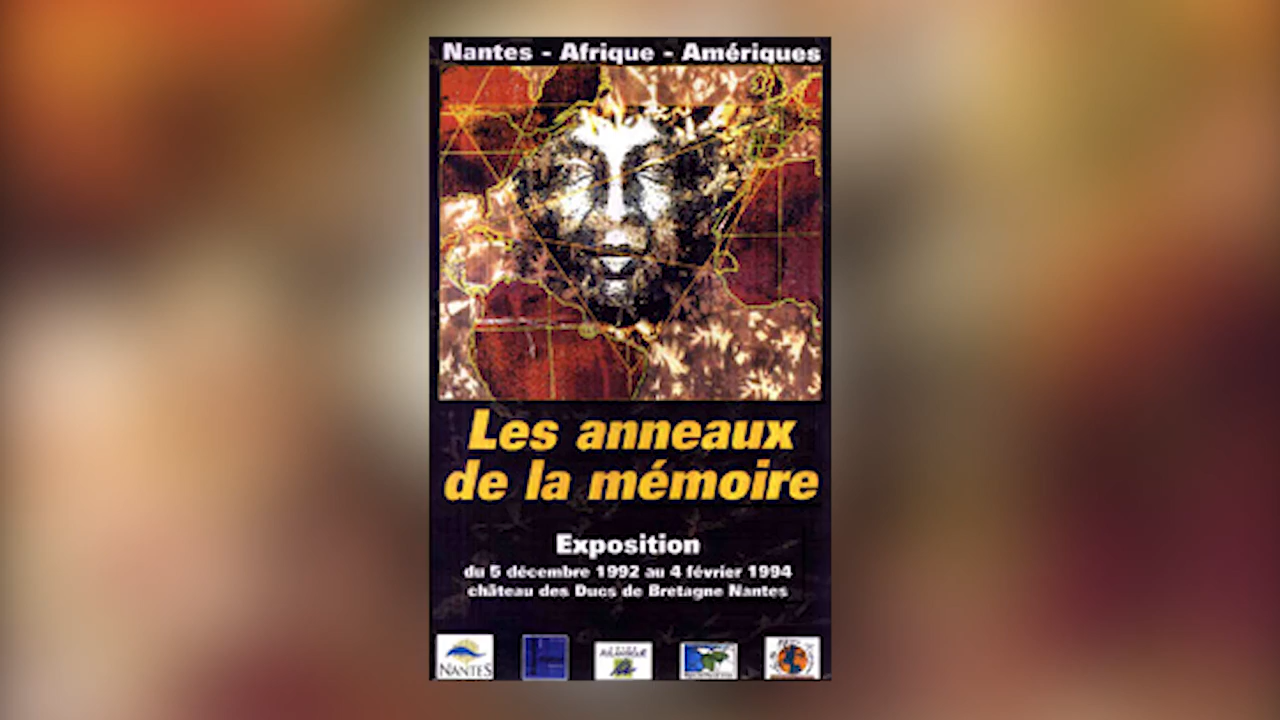 Nantes - Afrique - Amériques
Les anneaux
de la mémoire
Exposition
du 5 décembre 1992 au 4 février 1994
château des Ducs de Bretagne Nantes
NANTES